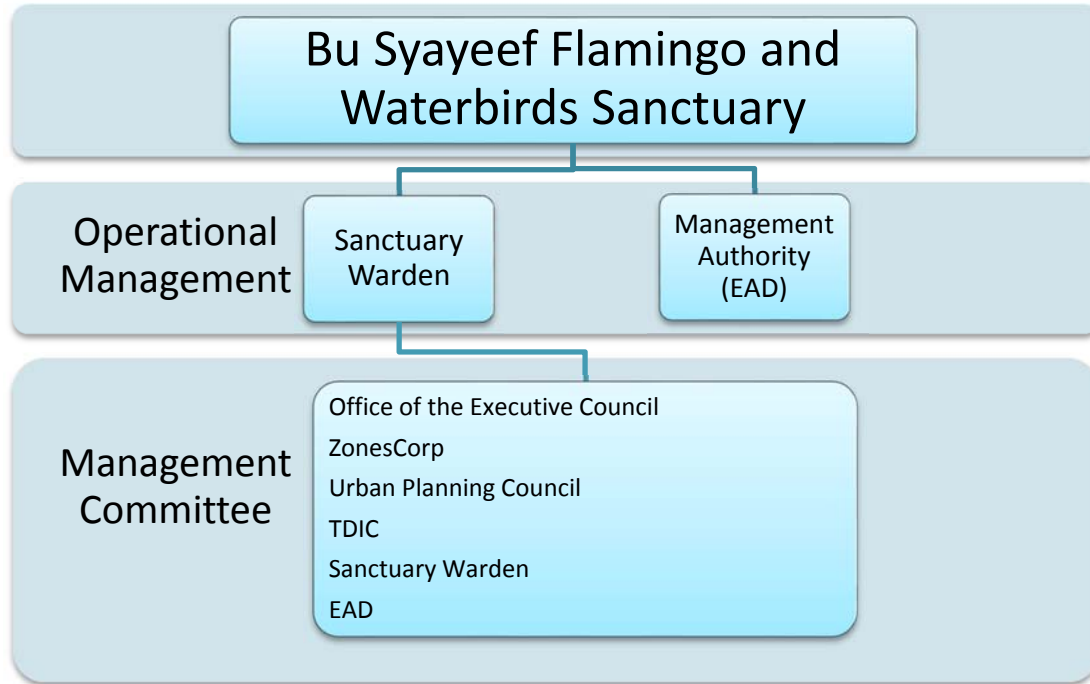 Bu Syayeef Flamingo and
Waterbirds Sanctuary
Operational
Management
Sanctuary
Warden
Management
Authority
(EAD)
Management
Committee
Office of the Executive Council
ZonesCorp
Urban Planning Council
TDIC
Sanctuary Warden
EAD